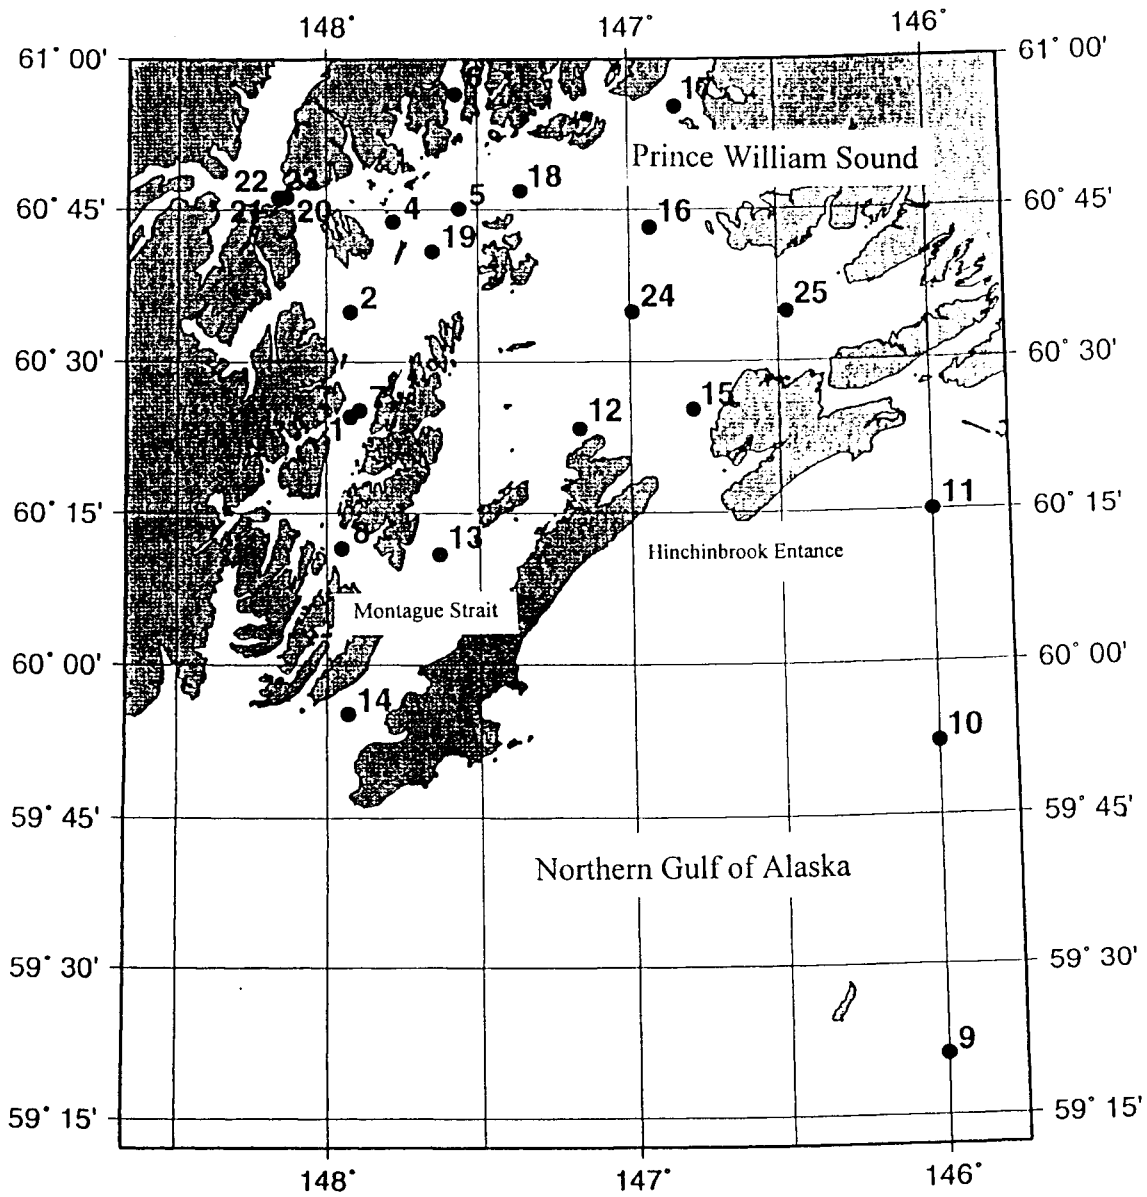 148° 147° 146°
61° 00' 61° 00'
6 17
Prince William Sound
22 23 18
60° 45' 21 20 4 5 16 60° 45'
19
2 24 25
60° 30' 60° 30'
7 15
1 12
11
60° 15' 60° 15'
8 13 Hinchinbrook Entance
Montague Strait
60° 00' 60° 00'
14 10
59° 45' 59° 45'
Northern Gulf of Alaska
59° 30' 59° 30'
9
59° 15' 59° 15'
148° 147° 146°